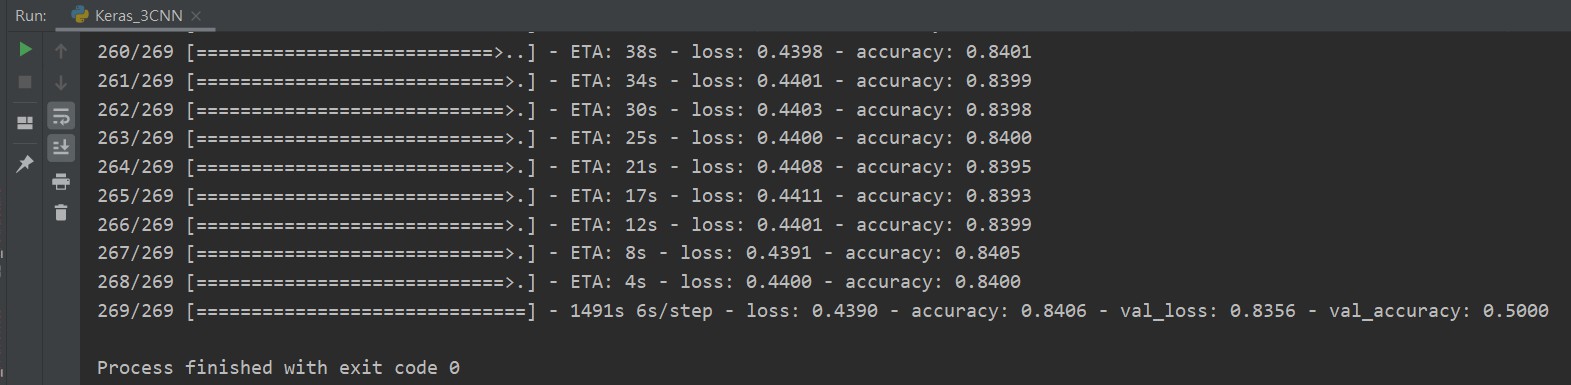 Run: Keras_3CNN
260/269 [===========================>..] - ETA: 38s - loss: 0.4398 - accuracy: 0.8401
261/269 [============================>.] - ETA: 34s - loss: 0.4401 - accuracy: 0.8399
262/269 [============================>.] - ETA: 30s - loss: 0.4403 - accuracy: 0.8398
263/269 [============================>.] - ETA: 25s - loss: 0.4400 - accuracy: 0.8400
264/269 [============================>.] - ETA: 21s - loss: 0.4408 - accuracy: 0.8395
265/269 [============================>.] - ETA: 17s - loss: 0.4411 - accuracy: 0.8393
266/269 [============================>.] - ETA: 12s - loss: 0.4401 - accuracy: 0.8399
267/269 [============================>.] - ETA: 8s - loss: 0.4391 - accuracy: 0.8405
268/269 [============================>.] - ETA: 4s - loss: 0.4400 - accuracy: 0.8400
269/269 [==============================] - 1491s 6s/step - loss: 0.4390 - accuracy: 0.8406 - val_loss: 0.8356 - val_accuracy: 0.5000
Process finished with exit code 0